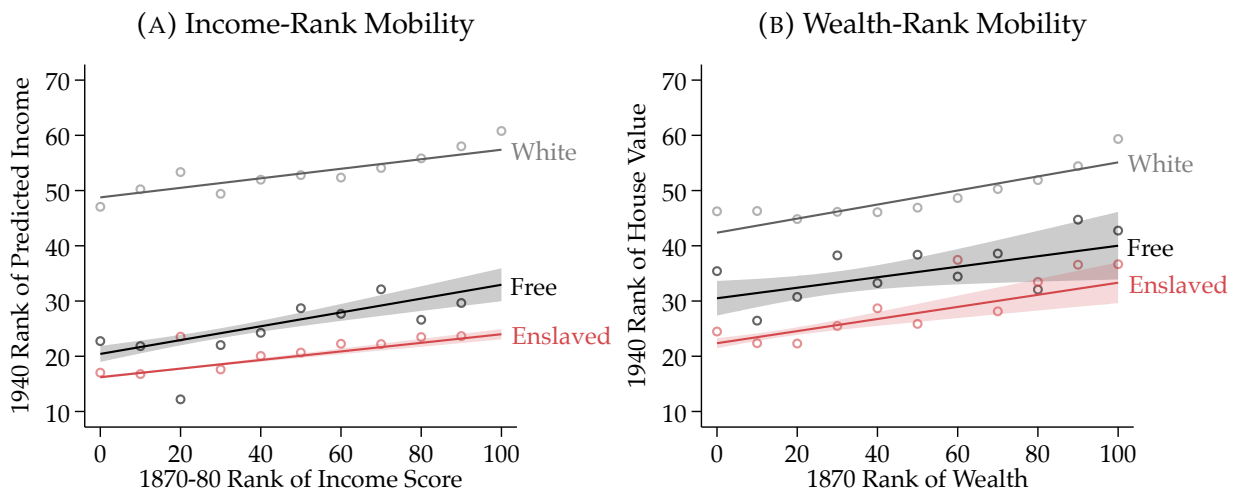 (A) Income-Rank Mobility
1940 Rank of Predicted Income
70
60
50
40
30
20
10
White
Free
Enslaved
0 20 40 60 80 100
1870-80 Rank of Income Score
(B) Wealth-Rank Mobility
1940 Rank of House Value
70
60
50
40
30
20
10
White
Free
Enslaved
0 20 40 60 80 100
1870 Rank of Wealth